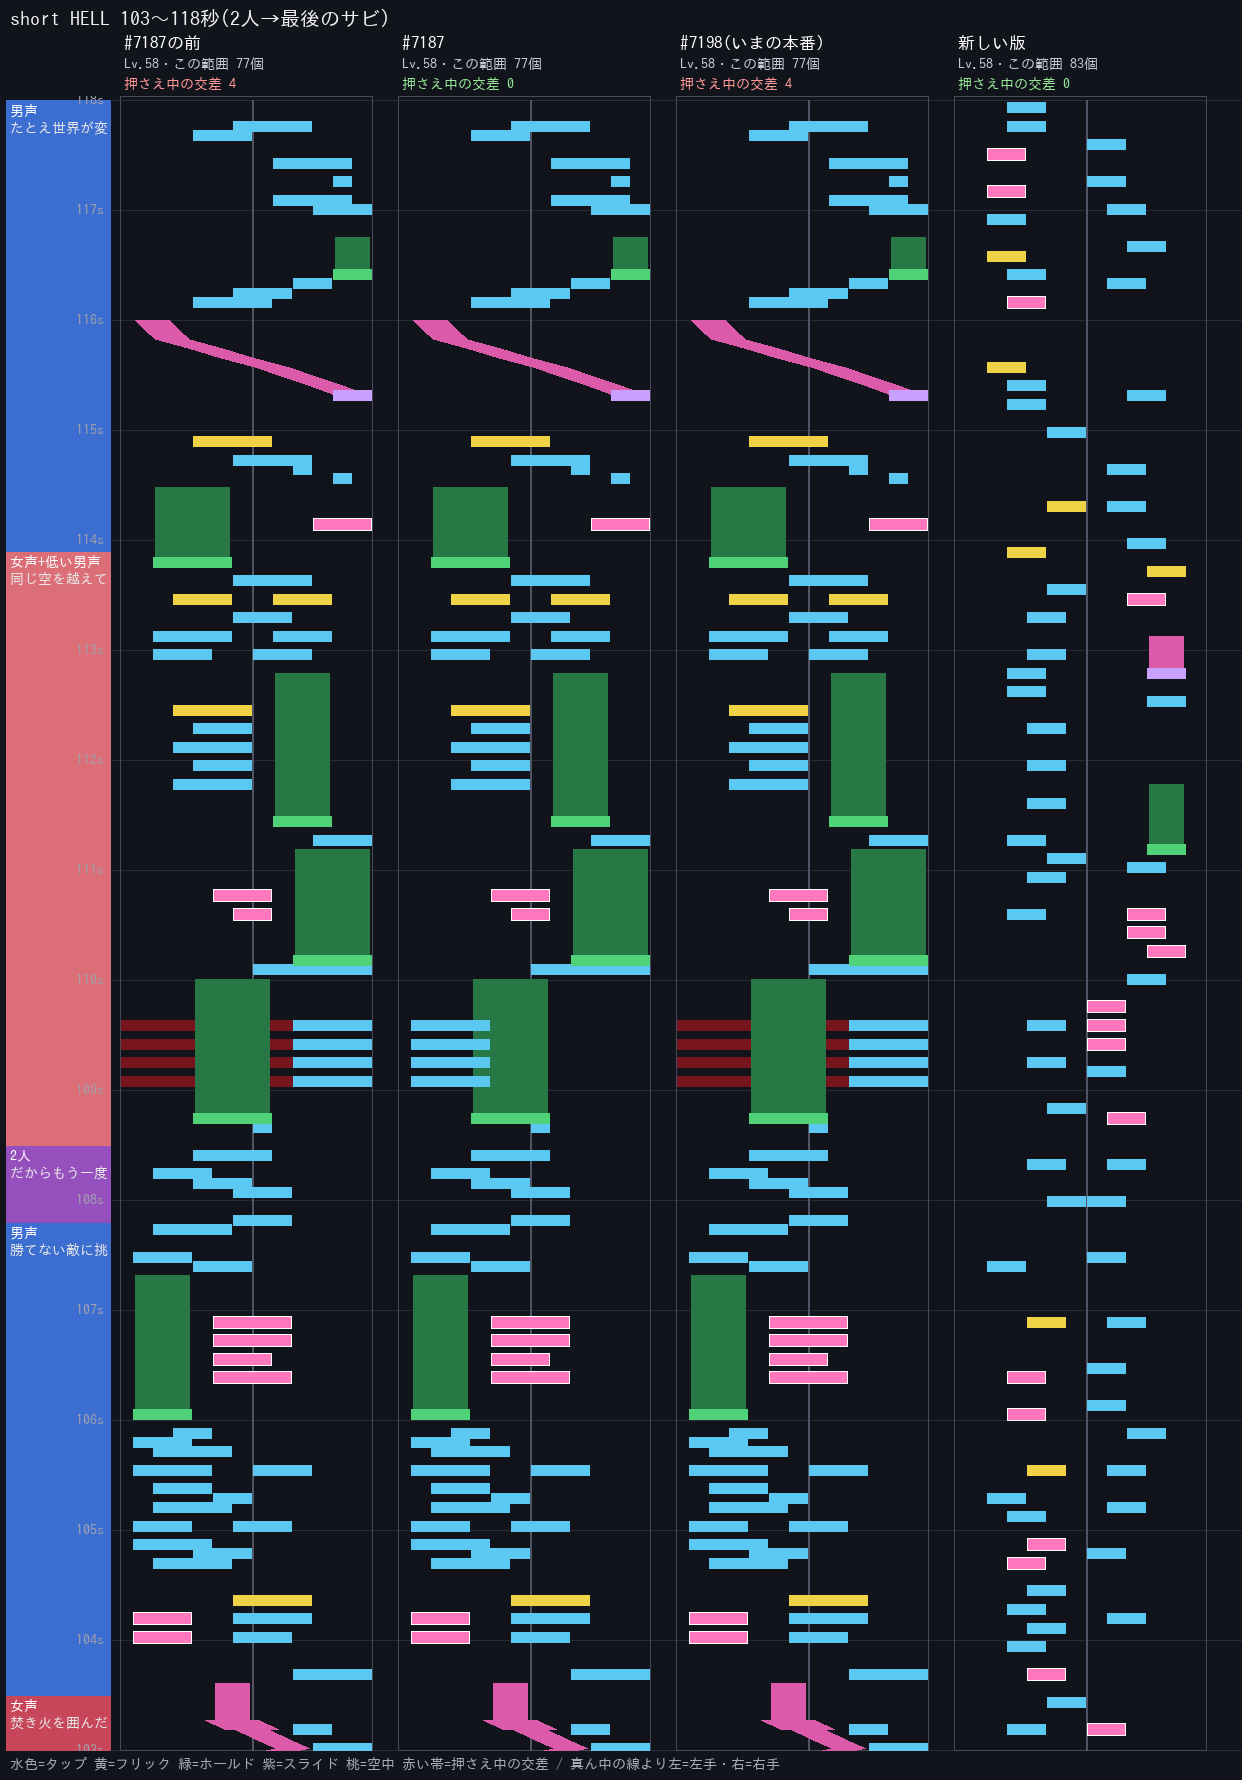 short HELL 103〜118秒(2人→最後のサビ)
#7187の前
Lv.58・この範囲 77個
押さえ中の交差 4
#7187
Lv.58・この範囲 77個
押さえ中の交差 0
#7198(いまの本番)
Lv.58・この範囲 77個
押さえ中の交差 4
新しい版
Lv.58・この範囲 83個
押さえ中の交差 0
118s
男声
たとえ世界が変
117s
116s
115s
114s
女声+低い男声
同じ空を越えて
113s
112s
111s
110s
109s
2人
だからもう一度
108s
男声
勝てない敵に挑
107s
106s
105s
104s
女声
焚き火を囲んだ
103s
水色=タップ 黄=フリック 緑=ホールド 紫=スライド 桃=空中 赤い帯=押さえ中の交差 / 真ん中の線より左=左手・右=右手